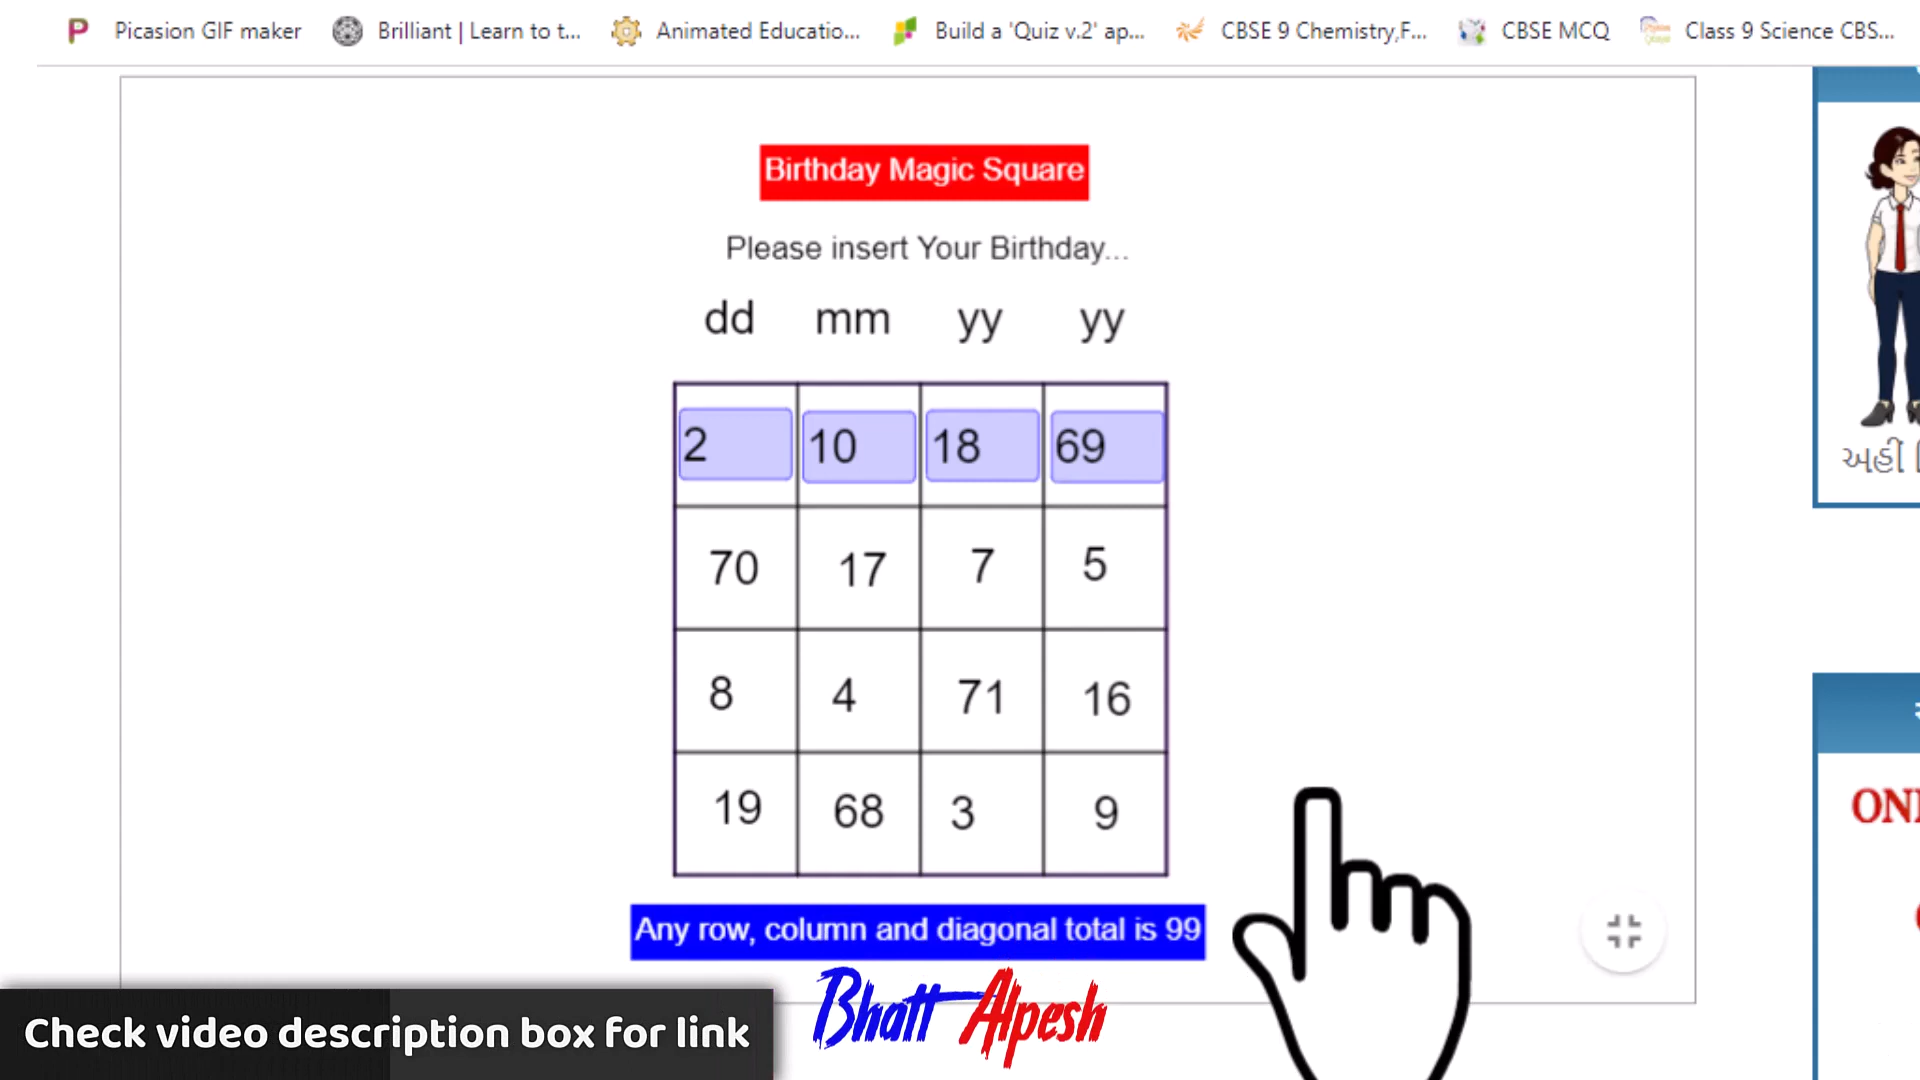 Picasion GIF maker Brilliant | Learn to t... Animated Educatio... Build a 'Quiz v.2' ap... CBSE 9 Chemistry,F... CBSE MCQ Class 9 Science CBS...
Birthday Magic Square
Please insert Your Birthday...
dd mm yy yy
2 10 18 69
70 17 7 5
8 4 71 16
19 68 3 9
Any row, column and diagonal total is 99
અહીં
ONI
Bhatt Alpesh
Check video description box for link